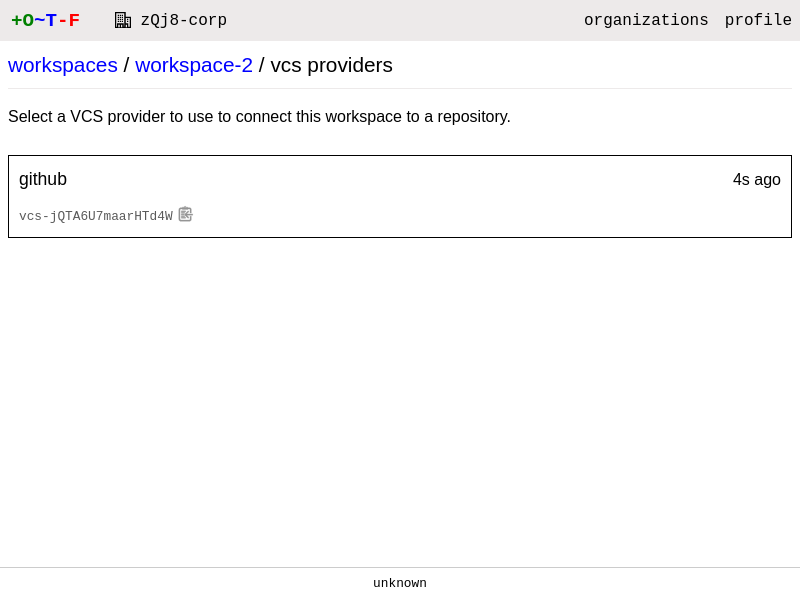 +O~T-F zQj8-corp organizations profile
workspaces / workspace-2 / vcs providers
Select a VCS provider to use to connect this workspace to a repository.
github 4s ago
vcs-jQTA6U7maarHTd4W
unknown